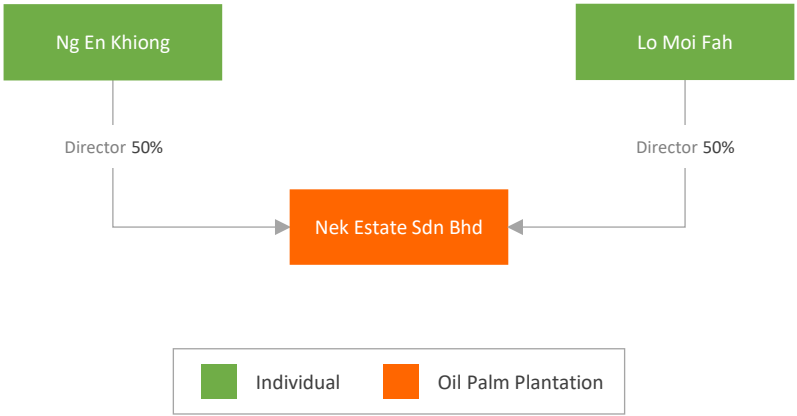 Ng En Khiong
Lo Moi Fah
Director 50%
Director 50%
Nek Estate Sdn Bhd
Individual
Oil Palm Plantation